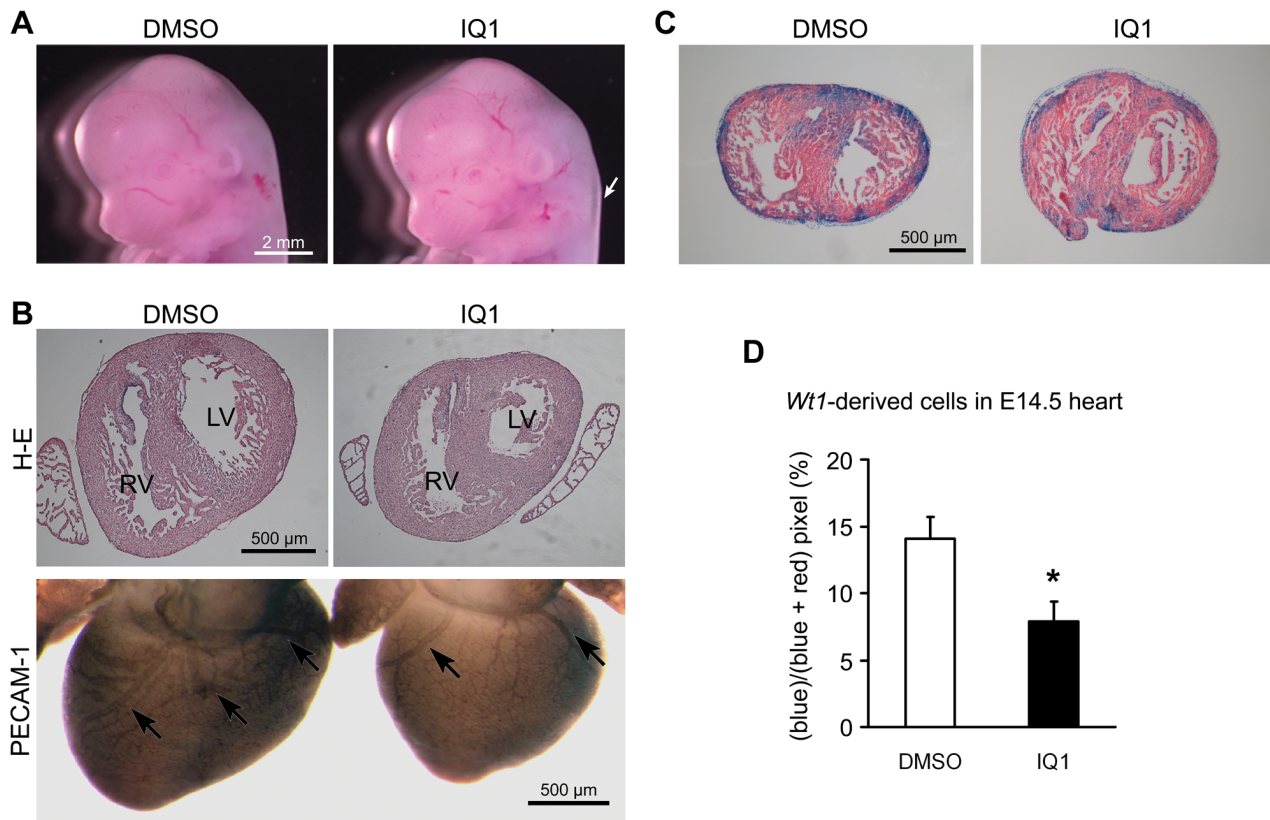 A
DMSO
IQ1
2 mm
B
DMSO
IQ1
H-E
LV
RV
500 µm
LV
RV
PECAM-1
500 µm
C
DMSO
IQ1
500 µm
D
Wt1-derived cells in E14.5 heart
(blue)/(blue + red) pixel (%)
20
15
10
5
0
*
DMSO
IQ1